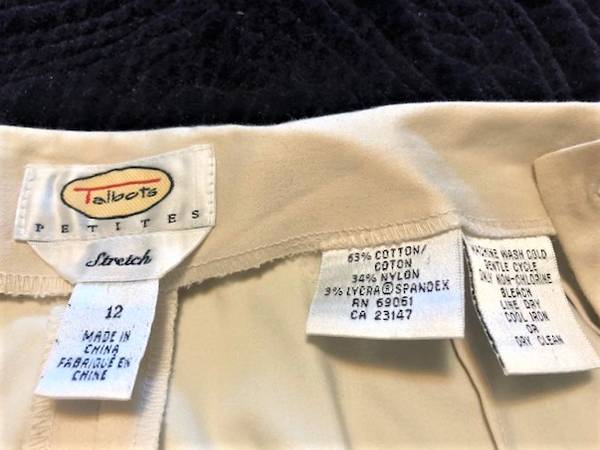 Talbots
PETITES
Stretch
12
MADE IN
CHINA
FABRIQUÉ EN
CHINE
63% COTTON/
COTON
34% NYLON
3% LYCRA® SPANDEX
RN 69061
CA 23147
MACHINE WASH COLD
GENTLE CYCLE
ONLY NON-CHLORINE
BLEACH
LINE DRY
COOL IRON
OR
DRY CLEAN